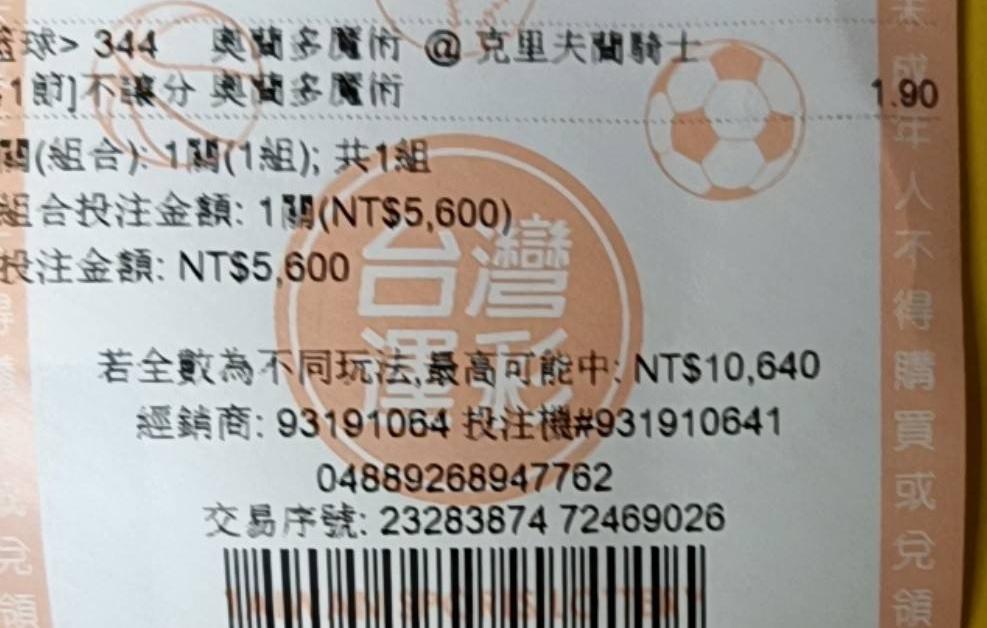 籃球> 344 奧蘭多魔術 @ 克里夫蘭騎士
第1節]不讓分 奧蘭多魔術 1.90
關(組合): 1關(1組); 共1組
組合投注金額: 1關(NT$5,600)
投注金額: NT$5,600
台灣
運彩
若全數為不同玩法,最高可能中: NT$10,640
經銷商: 93191064 投注機#931910641
04889268947762
交易序號: 23283874 72469026
TAIWAN SPORTS LOTTERY
未成年人不得購買或兌領